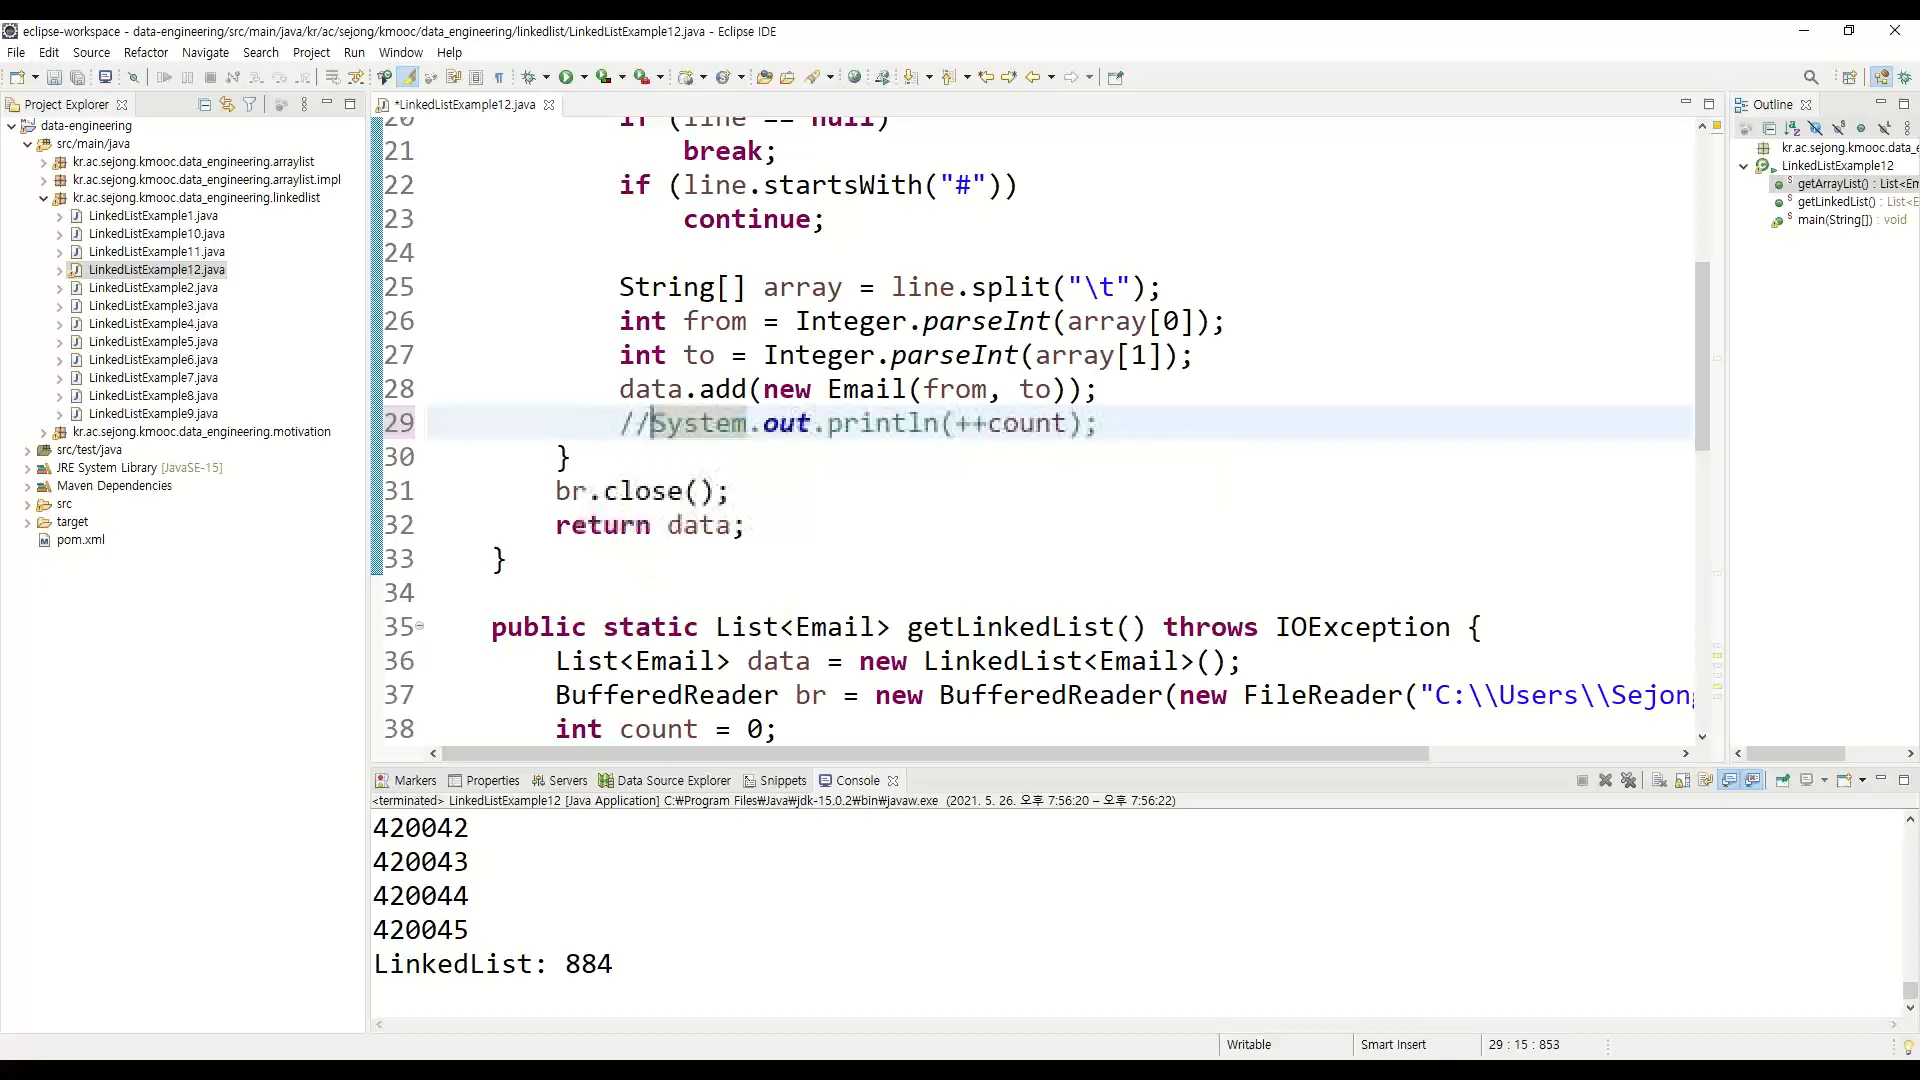 eclipse-workspace - data-engineering/src/main/java/kr/ac/sejong/kmooc/data_engineering/linkedlist/LinkedListExample12.java - Eclipse IDE
File Edit Source Refactor Navigate Search Project Run Window Help
Project Explorer
data-engineering
src/main/java
kr.ac.sejong.kmooc.data_engineering.arraylist
kr.ac.sejong.kmooc.data_engineering.arraylist.impl
kr.ac.sejong.kmooc.data_engineering.linkedlist
LinkedListExample1.java
LinkedListExample10.java
LinkedListExample11.java
LinkedListExample12.java
LinkedListExample2.java
LinkedListExample3.java
LinkedListExample4.java
LinkedListExample5.java
LinkedListExample6.java
LinkedListExample7.java
LinkedListExample8.java
LinkedListExample9.java
kr.ac.sejong.kmooc.data_engineering.motivation
src/test/java
JRE System Library [JavaSE-15]
Maven Dependencies
src
target
pom.xml
*LinkedListExample12.java
20 if (line == null)
21 break;
22 if (line.startsWith("#"))
23 continue;
24
25 String[] array = line.split("\t");
26 int from = Integer.parseInt(array[0]);
27 int to = Integer.parseInt(array[1]);
28 data.add(new Email(from, to));
29 //System.out.println(++count);
30 }
31 br.close();
32 return data;
33 }
34
35 public static List<Email> getLinkedList() throws IOException {
36 List<Email> data = new LinkedList<Email>();
37 BufferedReader br = new BufferedReader(new FileReader("C:\\Users\\Sejong
38 int count = 0;
Outline
kr.ac.sejong.kmooc.data_e
LinkedListExample12
getArrayList() : List<Em
getLinkedList() : List<E
main(String[]) : void
Markers Properties Servers Data Source Explorer Snippets Console
<terminated> LinkedListExample12 [Java Application] C:₩Program Files₩Java₩jdk-15.0.2₩bin₩javaw.exe (2021. 5. 26. 오후 7:56:20 – 오후 7:56:22)
420042
420043
420044
420045
LinkedList: 884
Writable Smart Insert 29 : 15 : 853